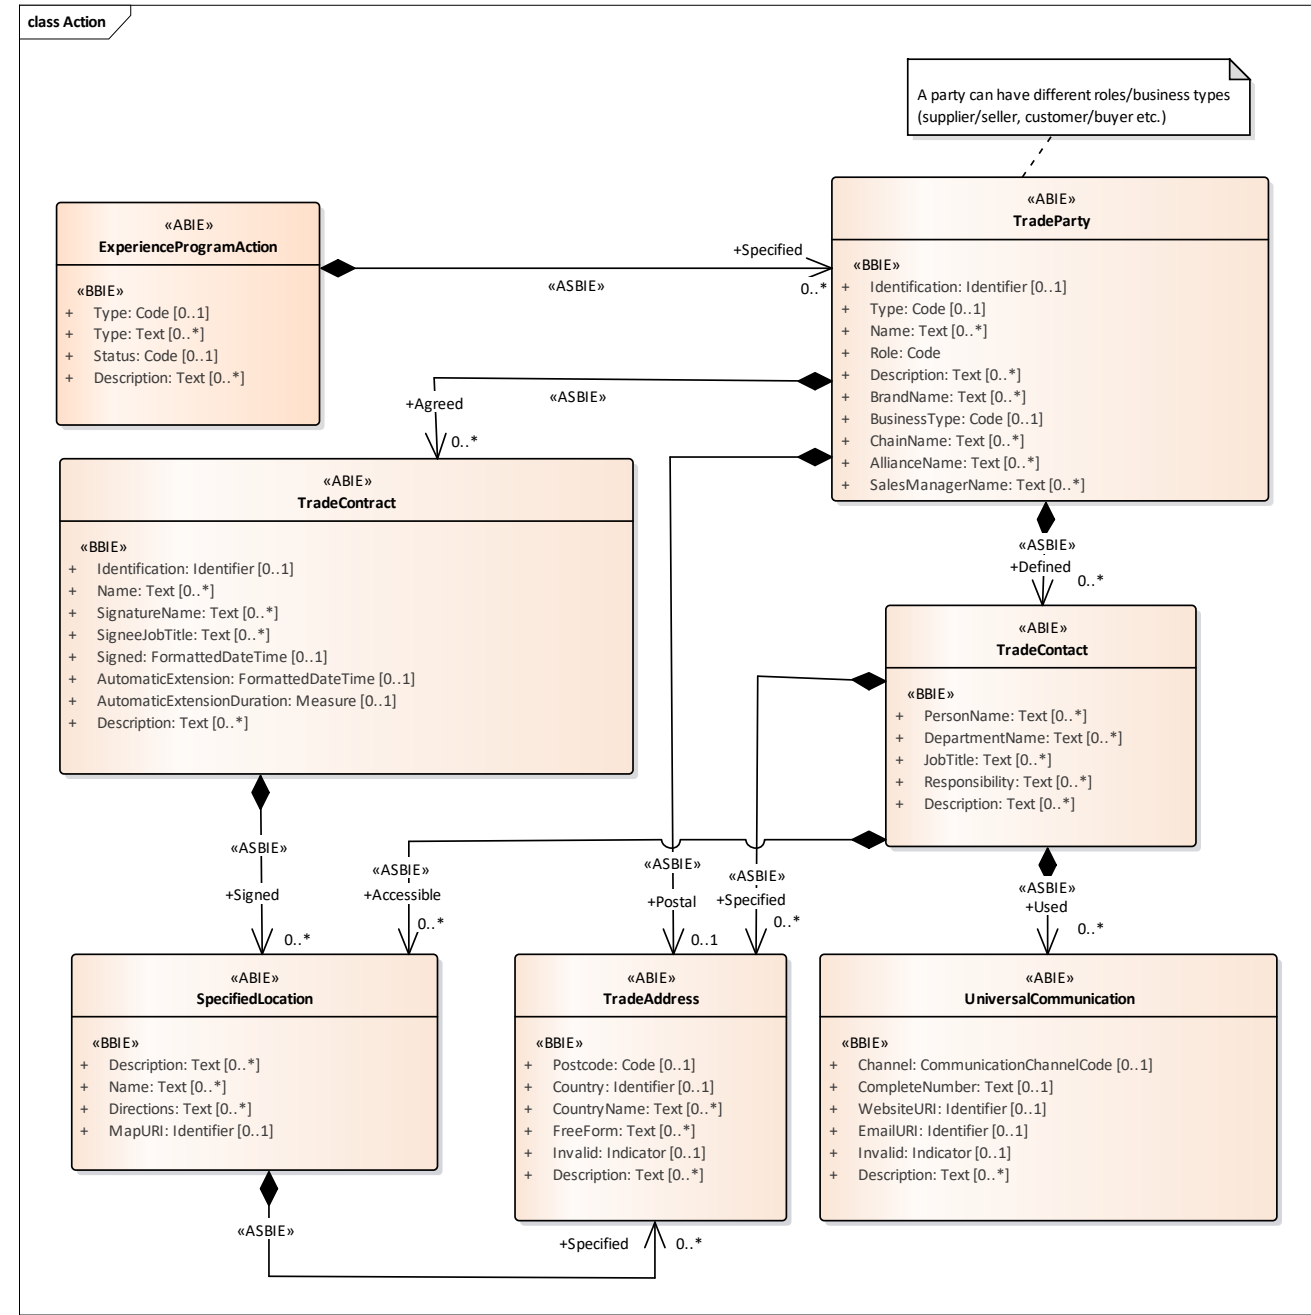 class Action
A party can have different roles/business types
(supplier/seller, customer/buyer etc.)
«ABIE»
ExperienceProgramAction
«BBIE»
+ Type: Code [0..1]
+ Type: Text [0..*]
+ Status: Code [0..1]
+ Description: Text [0..*]
+Specified
0..*
«ASBIE»
«ABIE»
TradeParty
«BBIE»
+ Identification: Identifier [0..1]
+ Type: Code [0..1]
+ Name: Text [0..*]
+ Role: Code
+ Description: Text [0..*]
+ BrandName: Text [0..*]
+ BusinessType: Code [0..1]
+ ChainName: Text [0..*]
+ AllianceName: Text [0..*]
+ SalesManagerName: Text [0..*]
«ASBIE»
+Agreed
0..*
«ABIE»
TradeContract
«BBIE»
+ Identification: Identifier [0..1]
+ Name: Text [0..*]
+ SignatureName: Text [0..*]
+ SigneeJobTitle: Text [0..*]
+ Signed: FormattedDateTime [0..1]
+ AutomaticExtension: FormattedDateTime [0..1]
+ AutomaticExtensionDuration: Measure [0..1]
+ Description: Text [0..*]
«ASBIE»
+Defined
0..*
«ABIE»
TradeContact
«BBIE»
+ PersonName: Text [0..*]
+ DepartmentName: Text [0..*]
+ JobTitle: Text [0..*]
+ Responsibility: Text [0..*]
+ Description: Text [0..*]
«ASBIE»
+Signed
0..*
«ASBIE»
+Accessible
0..*
«ASBIE»
+Postal
0..1
«ASBIE»
+Specified
0..*
«ASBIE»
+Used
0..*
«ABIE»
SpecifiedLocation
«BBIE»
+ Description: Text [0..*]
+ Name: Text [0..*]
+ Directions: Text [0..*]
+ MapURI: Identifier [0..1]
«ABIE»
TradeAddress
«BBIE»
+ Postcode: Code [0..1]
+ Country: Identifier [0..1]
+ CountryName: Text [0..*]
+ FreeForm: Text [0..*]
+ Invalid: Indicator [0..1]
+ Description: Text [0..*]
«ABIE»
UniversalCommunication
«BBIE»
+ Channel: CommunicationChannelCode [0..1]
+ CompleteNumber: Text [0..1]
+ WebsiteURI: Identifier [0..1]
+ EmailURI: Identifier [0..1]
+ Invalid: Indicator [0..1]
+ Description: Text [0..*]
«ASBIE»
+Specified
0..*